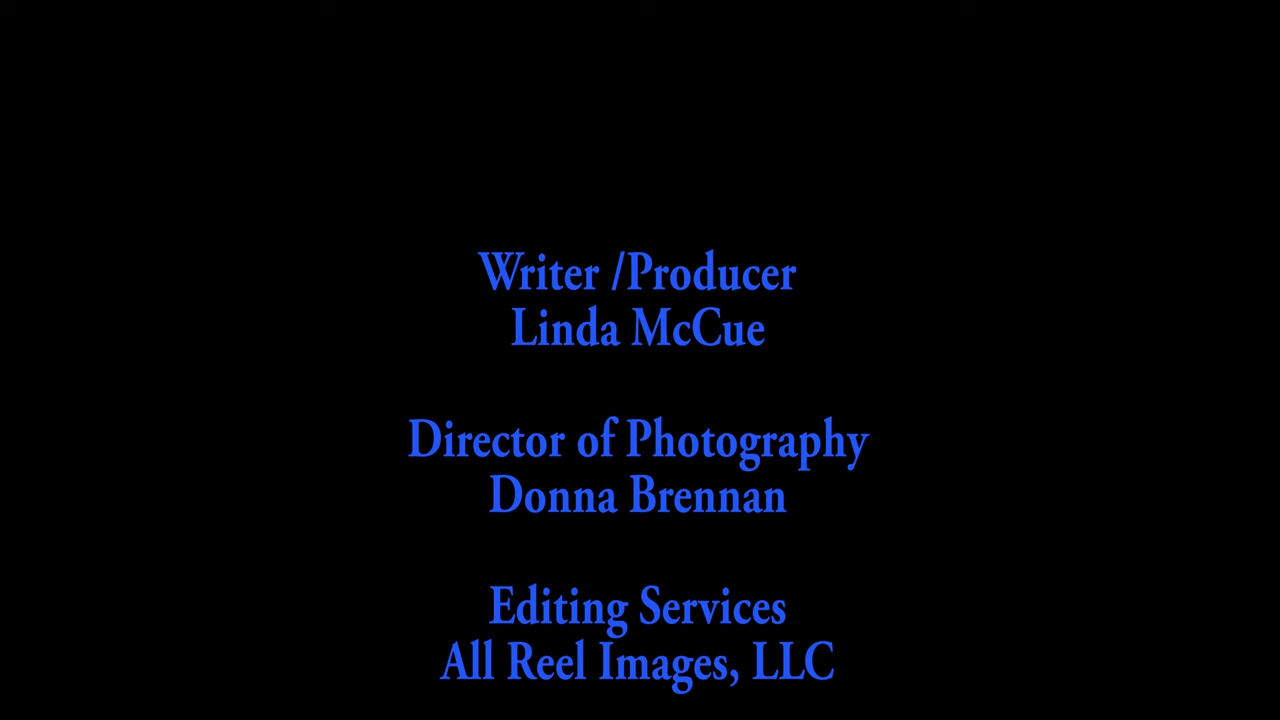 Writer /Producer
Linda McCue
Director of Photography
Donna Brennan
Editing Services
All Reel Images, LLC